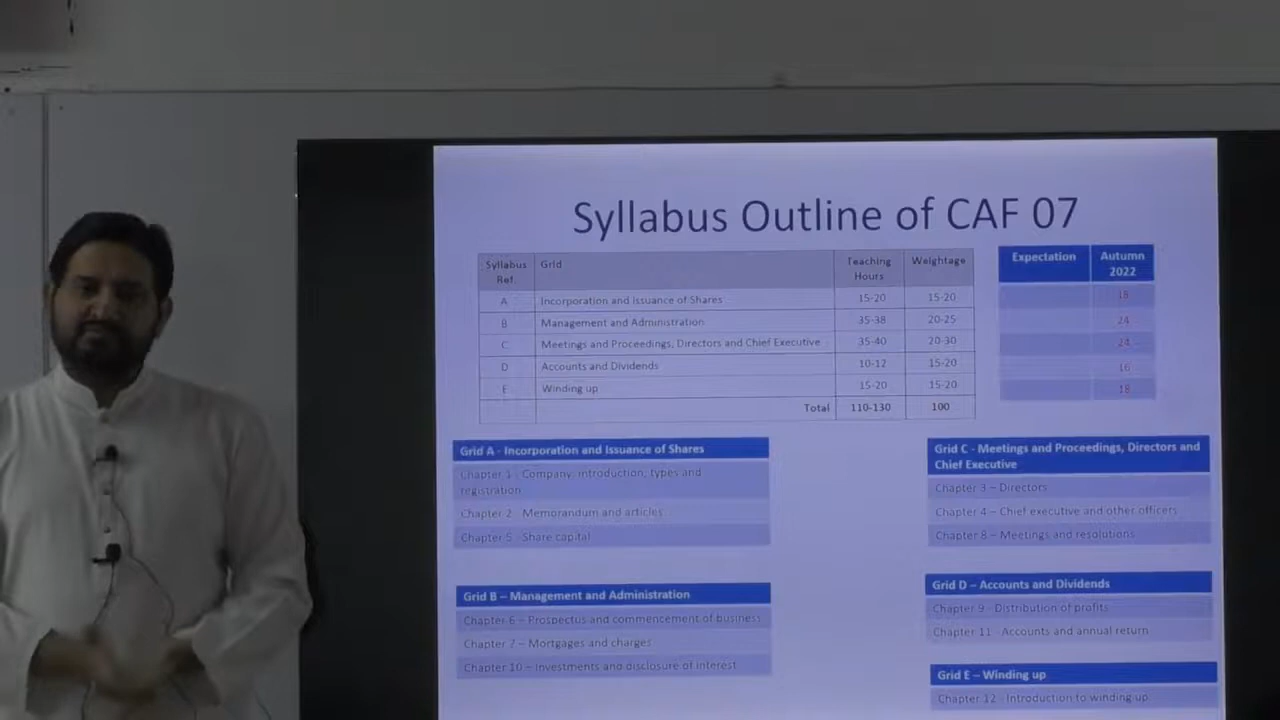 Syllabus Outline of CAF 07
Syllabus Ref. Grid Teaching Hours Weightage
A Incorporation and Issuance of Shares 15-20 15-20
B Management and Administration 35-38 20-25
C Meetings and Proceedings, Directors and Chief Executive 35-40 20-30
D Accounts and Dividends 10-12 15-20
E Winding up 15-20 15-20
Total 110-130 100
Expectation Autumn 2022
18
24
24
16
18
Grid A - Incorporation and Issuance of Shares
Chapter 1 - Company: introduction, types and
registration
Chapter 2 - Memorandum and articles
Chapter 5 - Share capital
Grid B – Management and Administration
Chapter 6 – Prospectus and commencement of business
Chapter 7 – Mortgages and charges
Chapter 10 – Investments and disclosure of interest
Grid C - Meetings and Proceedings, Directors and
Chief Executive
Chapter 3 – Directors
Chapter 4 – Chief executive and other officers
Chapter 8 – Meetings and resolutions
Grid D – Accounts and Dividends
Chapter 9 - Distribution of profits
Chapter 11 - Accounts and annual return
Grid E – Winding up
Chapter 12 - Introduction to winding up